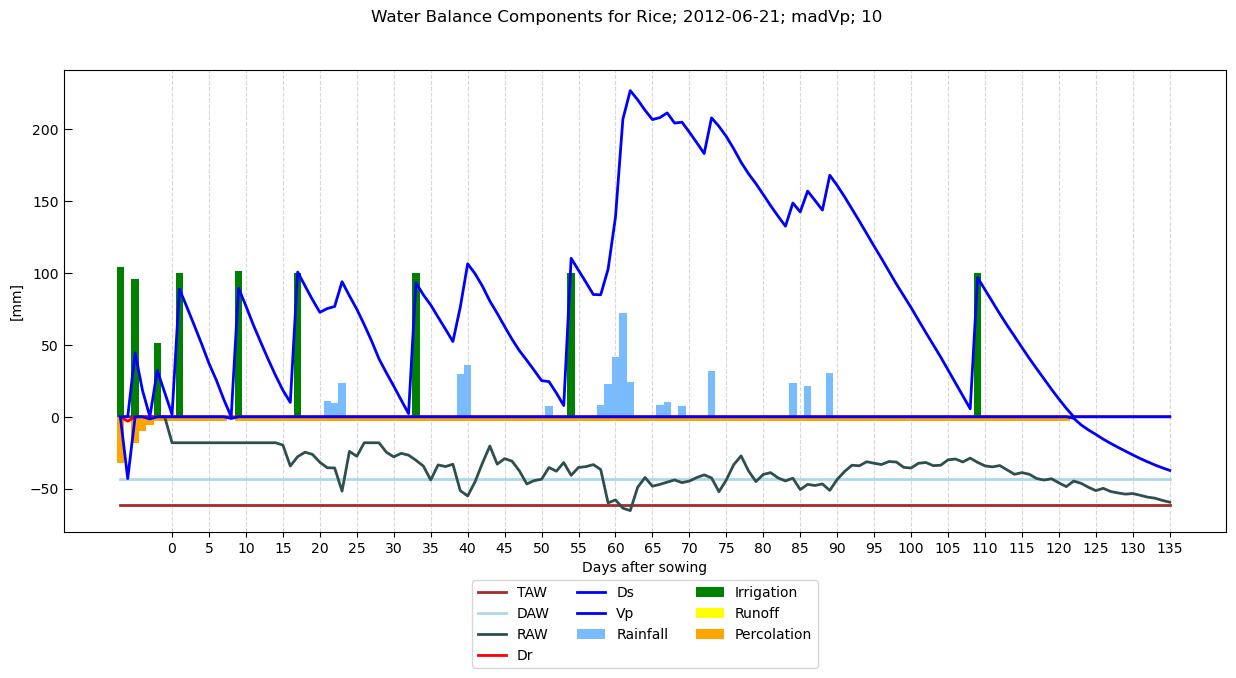 Water Balance Components for Rice; 2012-06-21; madVp; 10
[mm]
200
150
100
50
0
−50
0 5 10 15 20 25 30 35 40 45 50 55 60 65 70 75 80 85 90 95 100 105 110 115 120 125 130 135
Days after sowing
TAW Ds Irrigation
DAW Vp Runoff
RAW Rainfall Percolation
Dr